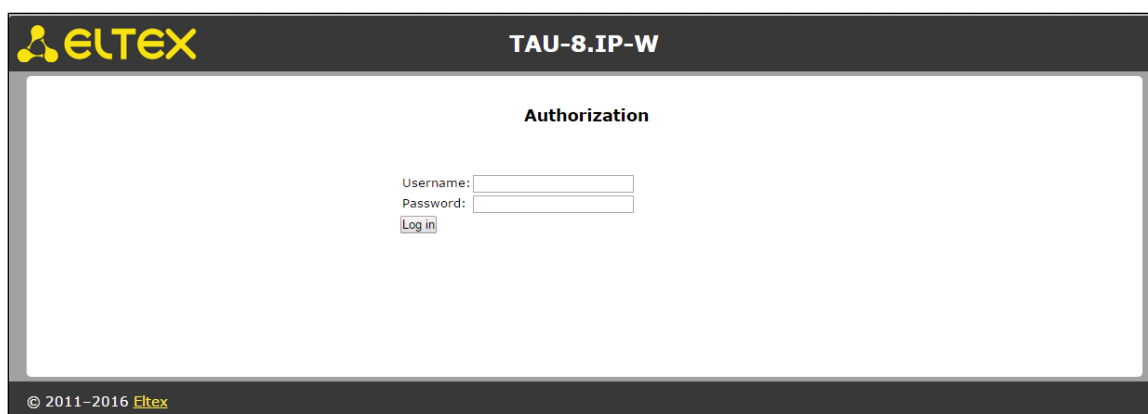 ELTEX
TAU-8.IP-W
Authorization
Username:
Password:
Log in
© 2011–2016 Eltex